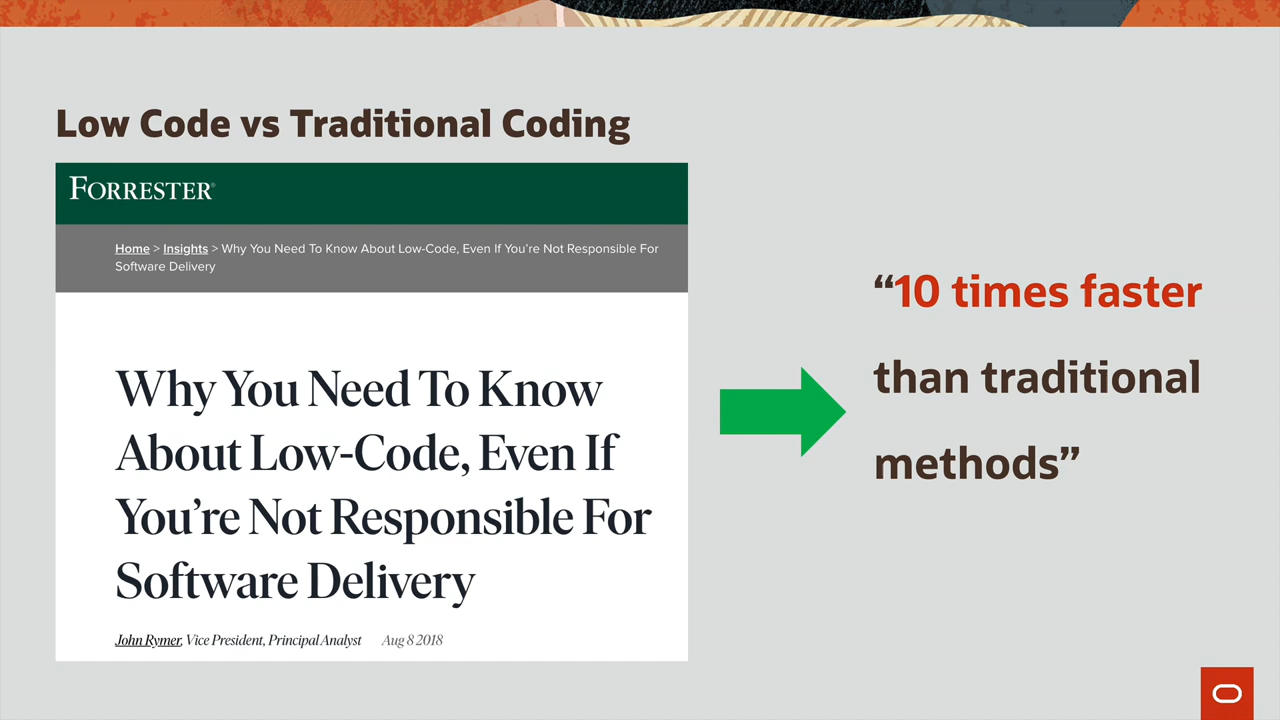 Low Code vs Traditional Coding
FORRESTER®
Home > Insights > Why You Need To Know About Low-Code, Even If You’re Not Responsible For
Software Delivery
Why You Need To Know
About Low-Code, Even If
You’re Not Responsible For
Software Delivery
John Rymer, Vice President, Principal Analyst Aug 8 2018
“10 times faster
than traditional
methods”